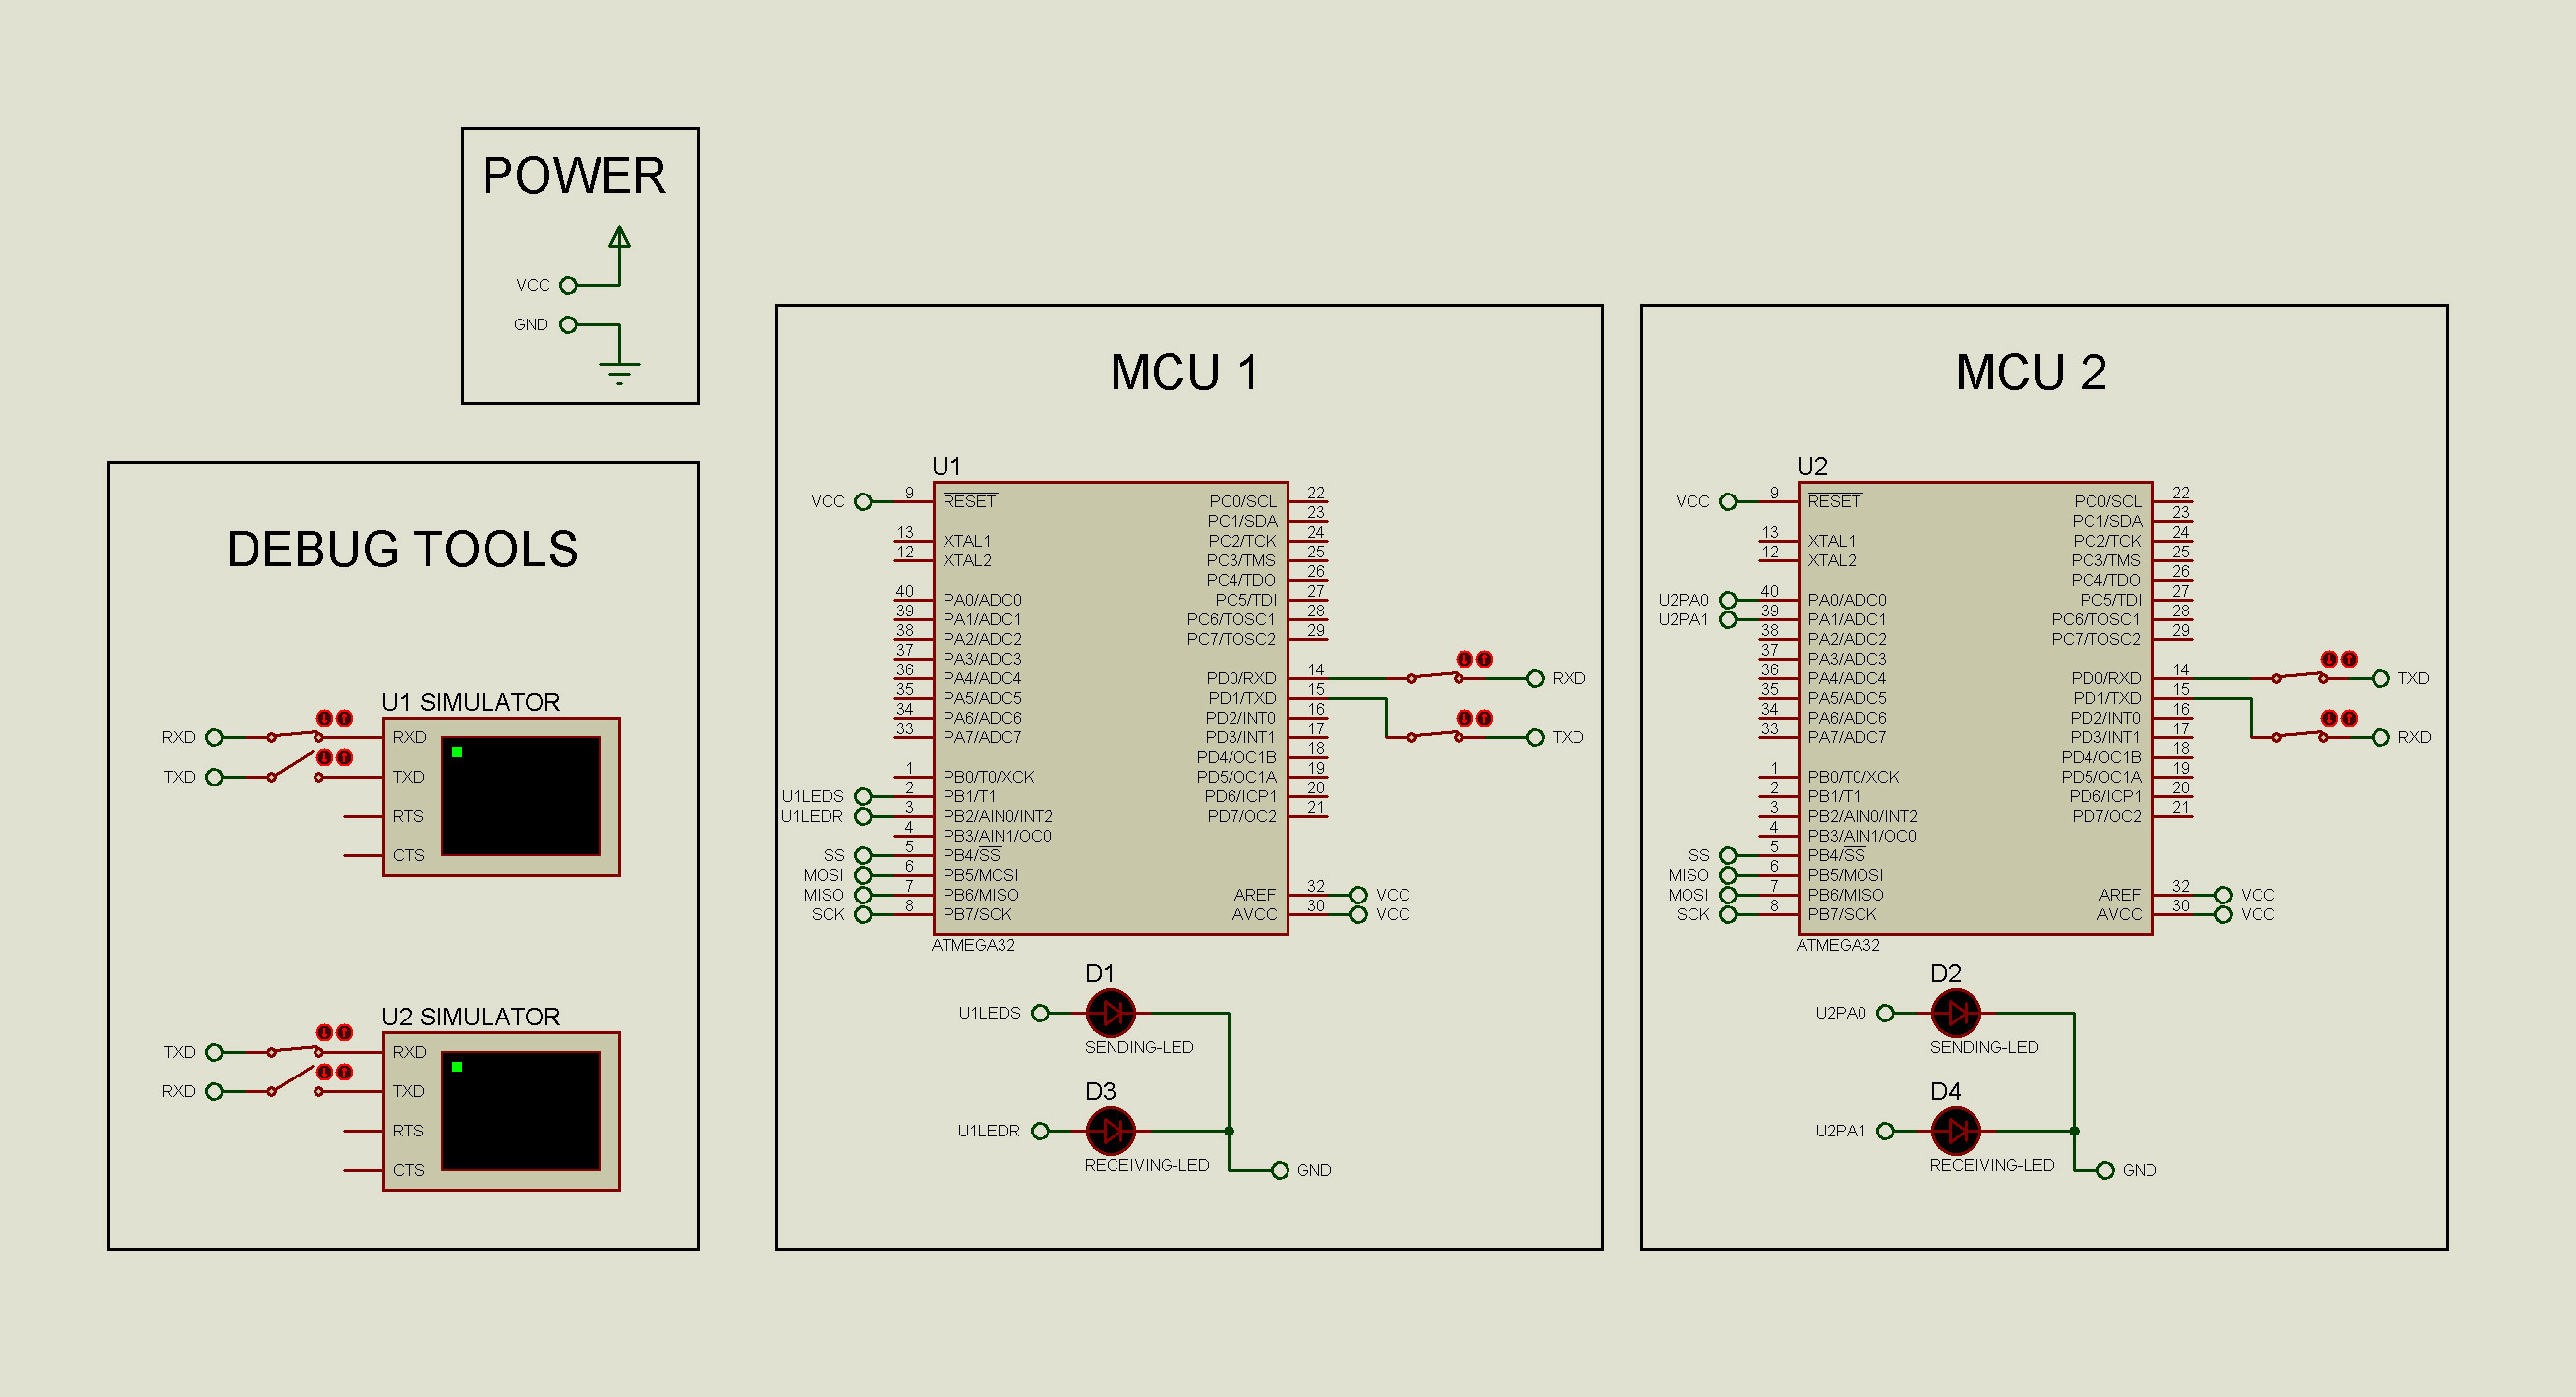 POWER
VCC
GND
DEBUG TOOLS
U1 SIMULATOR
RXD RXD
TXD TXD
RTS
CTS
U2 SIMULATOR
TXD RXD
RXD TXD
RTS
CTS
MCU 1
U1
VCC 9 RESET PC0/SCL 22
PC1/SDA 23
13 XTAL1 PC2/TCK 24
12 XTAL2 PC3/TMS 25
PC4/TDO 26
40 PA0/ADC0 PC5/TDI 27
39 PA1/ADC1 PC6/TOSC1 28
38 PA2/ADC2 PC7/TOSC2 29
37 PA3/ADC3
36 PA4/ADC4 PD0/RXD 14 RXD
35 PA5/ADC5 PD1/TXD 15
34 PA6/ADC6 PD2/INT0 16
33 PA7/ADC7 PD3/INT1 17 TXD
PD4/OC1B 18
1 PB0/T0/XCK PD5/OC1A 19
U1LEDS 2 PB1/T1 PD6/ICP1 20
U1LEDR 3 PB2/AIN0/INT2 PD7/OC2 21
4 PB3/AIN1/OC0
SS 5 PB4/SS
MOSI 6 PB5/MOSI
MISO 7 PB6/MISO AREF 32 VCC
SCK 8 PB7/SCK AVCC 30 VCC
ATMEGA32
D1
U1LEDS
SENDING-LED
D3
U1LEDR
RECEIVING-LED
GND
MCU 2
U2
VCC 9 RESET PC0/SCL 22
PC1/SDA 23
13 XTAL1 PC2/TCK 24
12 XTAL2 PC3/TMS 25
PC4/TDO 26
U2PA0 40 PA0/ADC0 PC5/TDI 27
U2PA1 39 PA1/ADC1 PC6/TOSC1 28
38 PA2/ADC2 PC7/TOSC2 29
37 PA3/ADC3
36 PA4/ADC4 PD0/RXD 14 TXD
35 PA5/ADC5 PD1/TXD 15
34 PA6/ADC6 PD2/INT0 16
33 PA7/ADC7 PD3/INT1 17 RXD
PD4/OC1B 18
1 PB0/T0/XCK PD5/OC1A 19
2 PB1/T1 PD6/ICP1 20
3 PB2/AIN0/INT2 PD7/OC2 21
4 PB3/AIN1/OC0
SS 5 PB4/SS
MISO 6 PB5/MOSI
MOSI 7 PB6/MISO AREF 32 VCC
SCK 8 PB7/SCK AVCC 30 VCC
ATMEGA32
D2
U2PA0
SENDING-LED
D4
U2PA1
RECEIVING-LED
GND